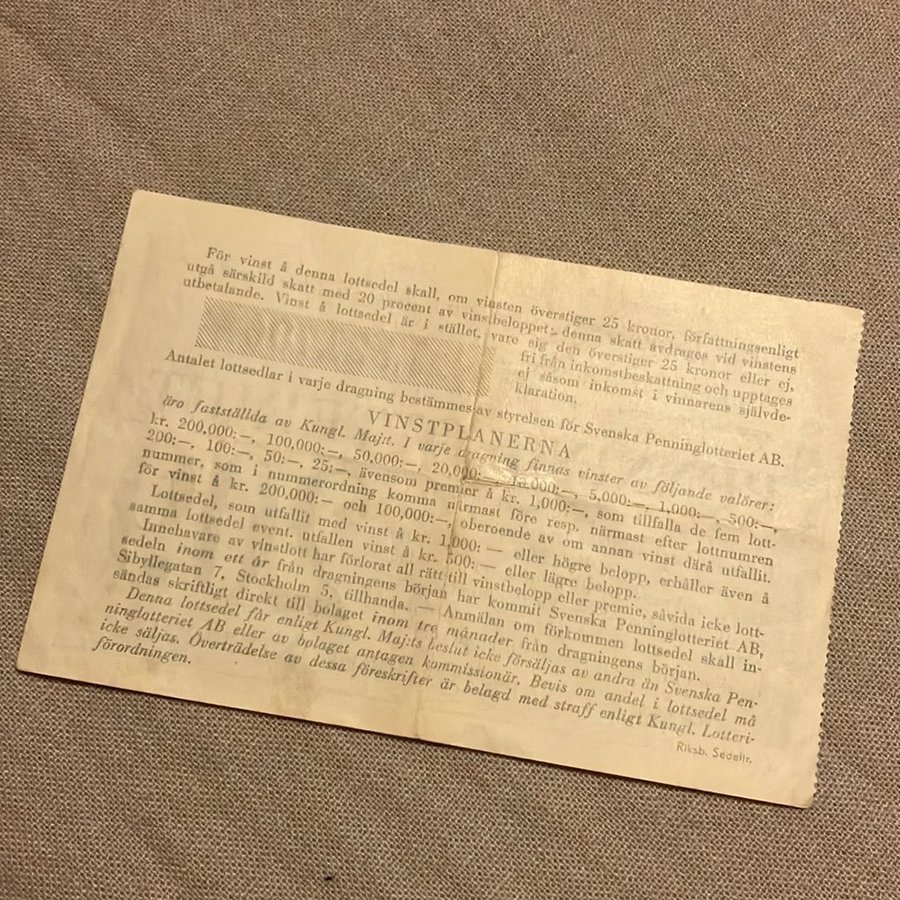 För vinst å denna lottsedel skall, om vinsten överstiger 25 kronor, författningsenligt
utgå särskild skatt med 20 procent av vinstbeloppet; denna skatt avdrages vid vinstens
utbetalande. Vinst å lottsedel är i stället, vare sig den överstiger 25 kronor eller ej,
fri från inkomstbeskattning och upptages
ej såsom inkomst i vinnarens självde-
klaration.
Antalet lottsedlar i varje dragning bestämmes av styrelsen för Svenska Penninglotteriet AB.
VINSTPLANERNA
äro fastställda av Kungl. Maj:t. I varje dragning finnas vinster av följande valörer:
kr. 200,000:—, 100,000:—, 50,000:—, 20,000:—, 10,000:—, 5,000:—, 1,000:—, 500:—,
200:—, 100:—, 50:—, 25:—, ävensom premier å kr. 1,000:—, som tillfalla de fem lott-
nummer, som i nummerordning komma närmast före resp. närmast efter lottnumren
för vinst å kr. 200,000:— och 100,000:—, oberoende av om annan vinst därå utfallit.
Lottsedel, som utfallit med vinst å kr. 1,000:— eller högre belopp, erhåller även å
samma lottsedel event. utfallen vinst å kr. 500:— eller lägre belopp.
Innehavare av vinstlott har förlorat all rätt till vinstbelopp eller premie, såvida icke lott-
sedeln inom ett år från dragningens början har kommit Svenska Penninglotteriet AB,
Sibyllegatan 7, Stockholm 5, tillhanda. — Anmälan om förkommen lottsedel skall in-
sändas skriftligt direkt till bolaget inom tre månader från dragningens början.
Denna lottsedel får enligt Kungl. Maj:ts beslut icke försäljas av andra än Svenska Pen-
ninglotteriet AB eller av bolaget antagen kommissionär. Bevis om andel i lottsedel må
icke säljas. Överträdelse av dessa föreskrifter är belagd med straff enligt Kungl. Lotteri-
förordningen.
Riksb. Sedeltr.